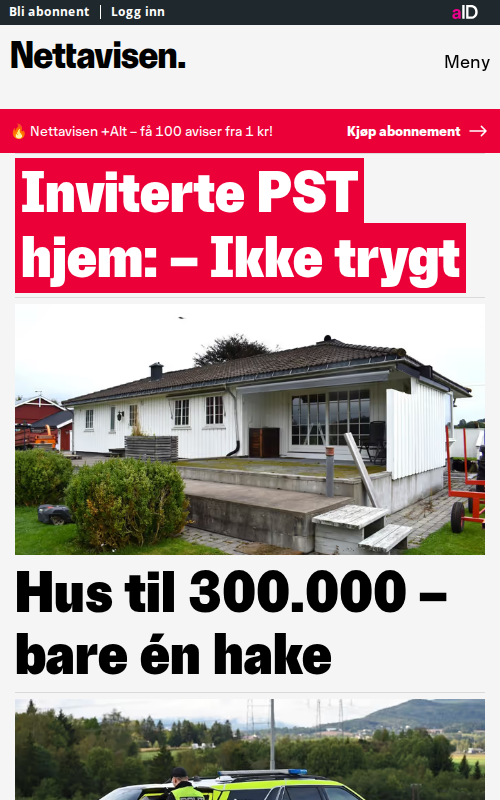 Bli abonnent
Logg inn
aID
Nettavisen.
Meny
🔥 Nettavisen +Alt – få 100 aviser fra 1 kr!
Kjøp abonnement →
Inviterte PST
hjem: – Ikke trygt
Hus til 300.000 –
bare én hake